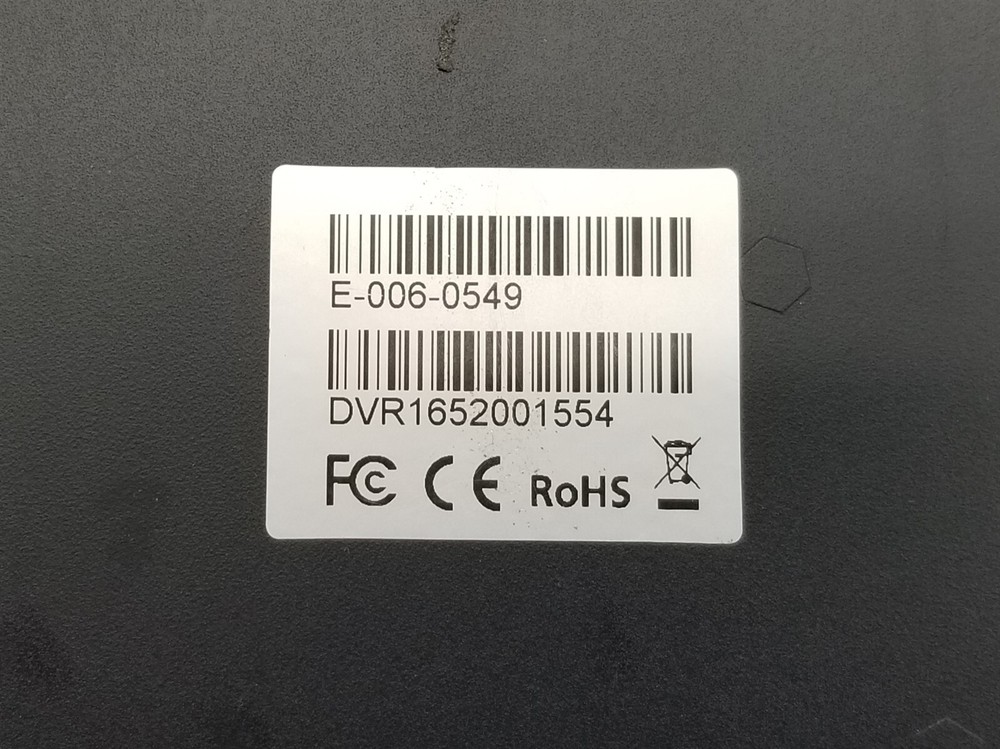 E-006-0549
DVR1652001554
FC CE RoHS